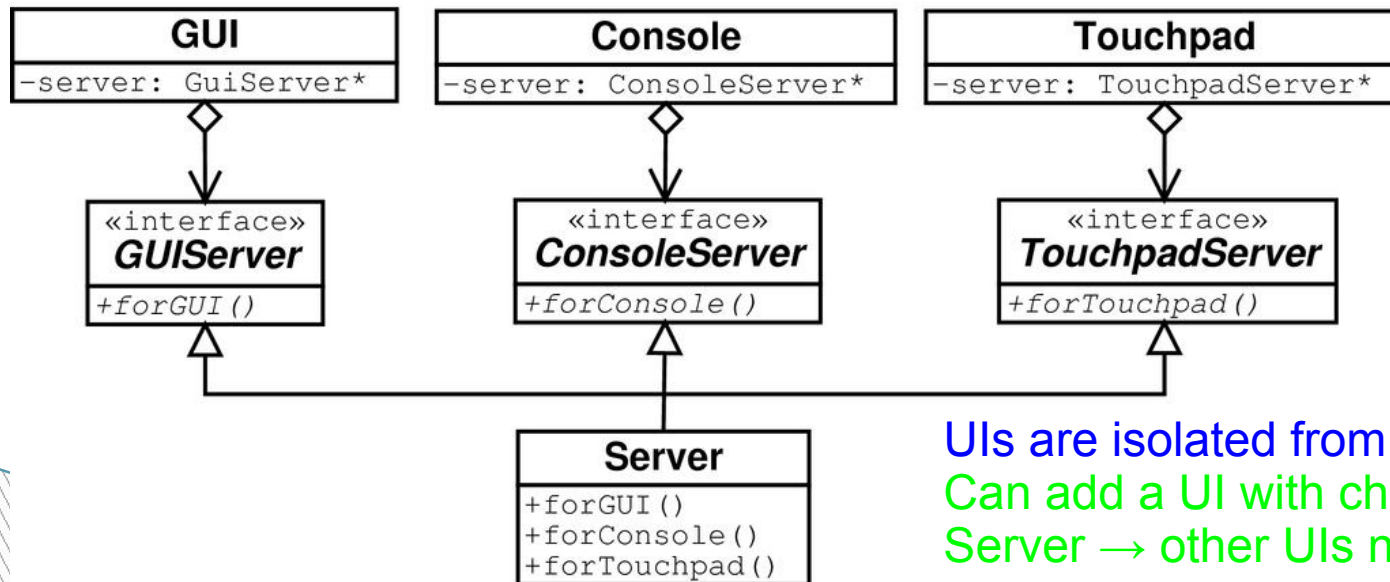 GUI
-server: GuiServer*
Console
-server: ConsoleServer*
Touchpad
-server: TouchpadServer*
«interface»
GUIServer
+forGUI()
«interface»
ConsoleServer
+forConsole()
«interface»
TouchpadServer
+forTouchpad()
Server
+forGUI()
+forConsole()
+forTouchpad()
UIs are isolated from
Can add a UI with ch
Server → other UIs n